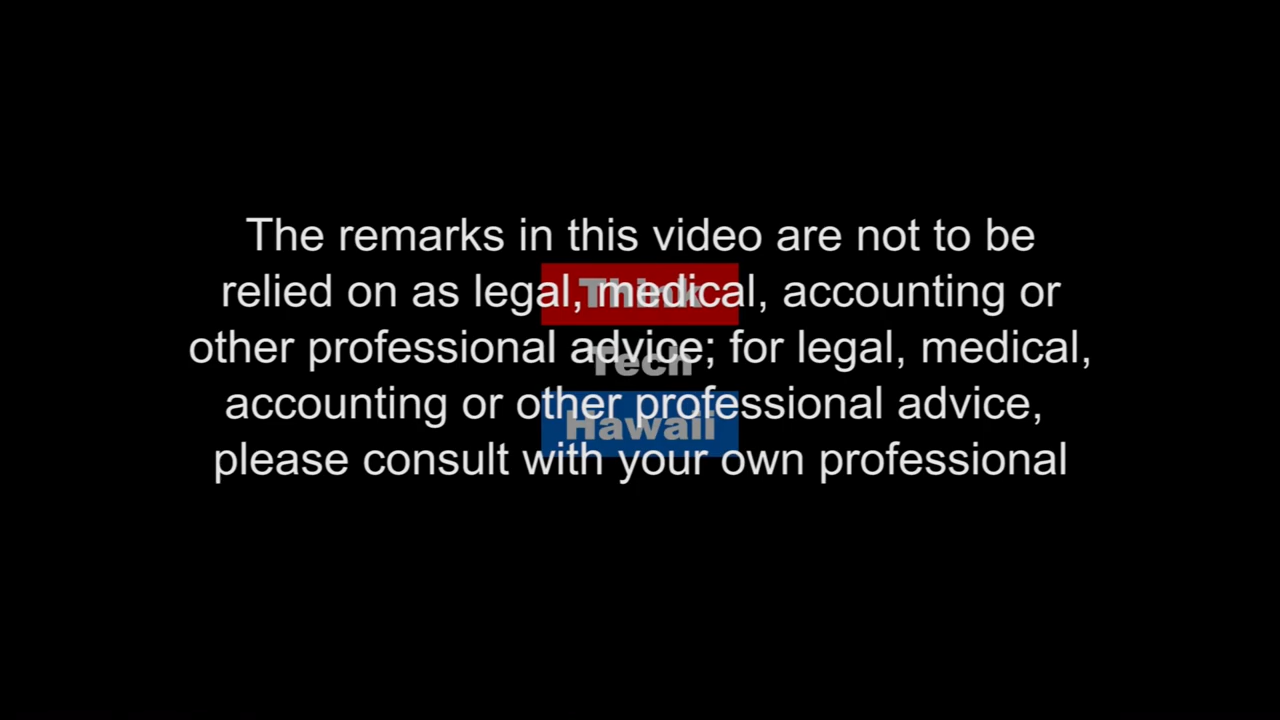 The remarks in this video are not to be
relied on as legal, medical, accounting or
other professional advice; for legal, medical,
accounting or other professional advice,
please consult with your own professional
Think
Tech
Hawaii